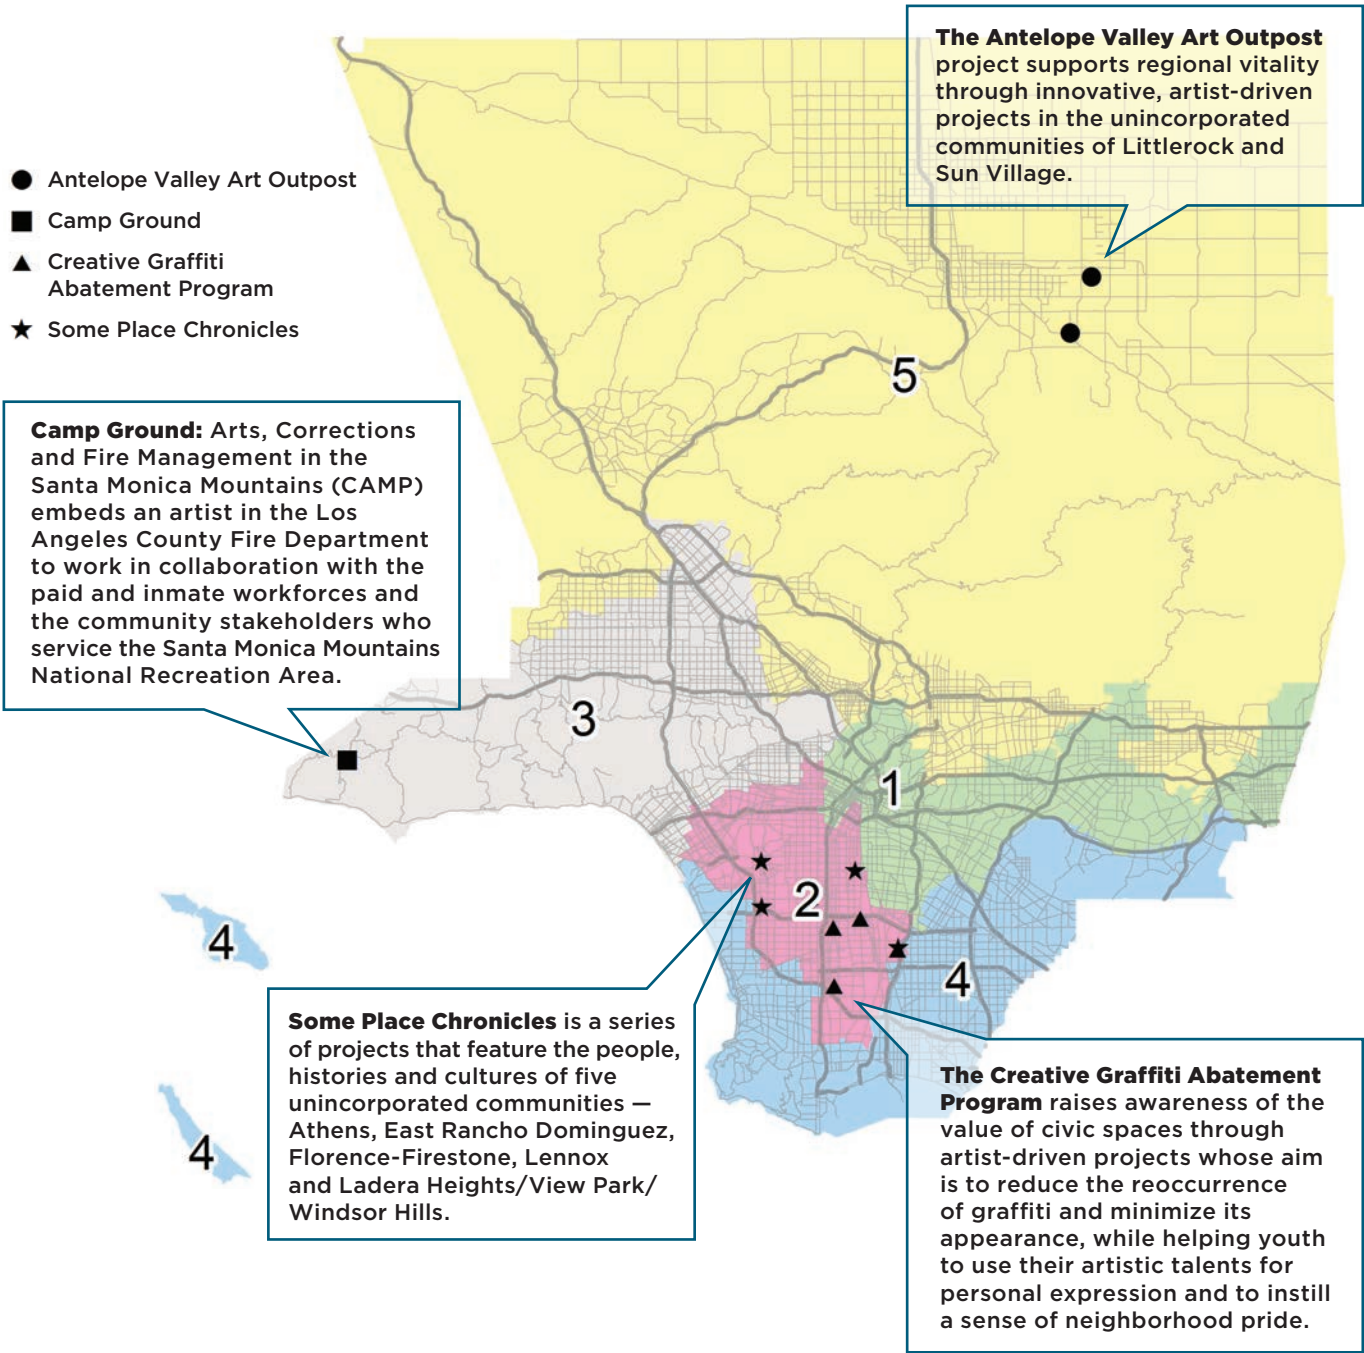 The Antelope Valley Art Outpost
project supports regional vitality
through innovative, artist-driven
projects in the unincorporated
communities of Littlerock and
Sun Village.
Antelope Valley Art Outpost
Camp Ground
Creative Graffiti
Abatement Program
Some Place Chronicles
5
Camp Ground: Arts, Corrections
and Fire Management in the
Santa Monica Mountains (CAMP)
embeds an artist in the Los
Angeles County Fire Department
to work in collaboration with the
paid and inmate workforces and
the community stakeholders who
service the Santa Monica Mountains
National Recreation Area.
3
1
2
4
4
4
Some Place Chronicles is a series
of projects that feature the people,
histories and cultures of five
unincorporated communities —
Athens, East Rancho Dominguez,
Florence-Firestone, Lennox
and Ladera Heights/View Park/
Windsor Hills.
The Creative Graffiti Abatement
Program raises awareness of the
value of civic spaces through
artist-driven projects whose aim
is to reduce the reoccurrence
of graffiti and minimize its
appearance, while helping youth
to use their artistic talents for
personal expression and to instill
a sense of neighborhood pride.